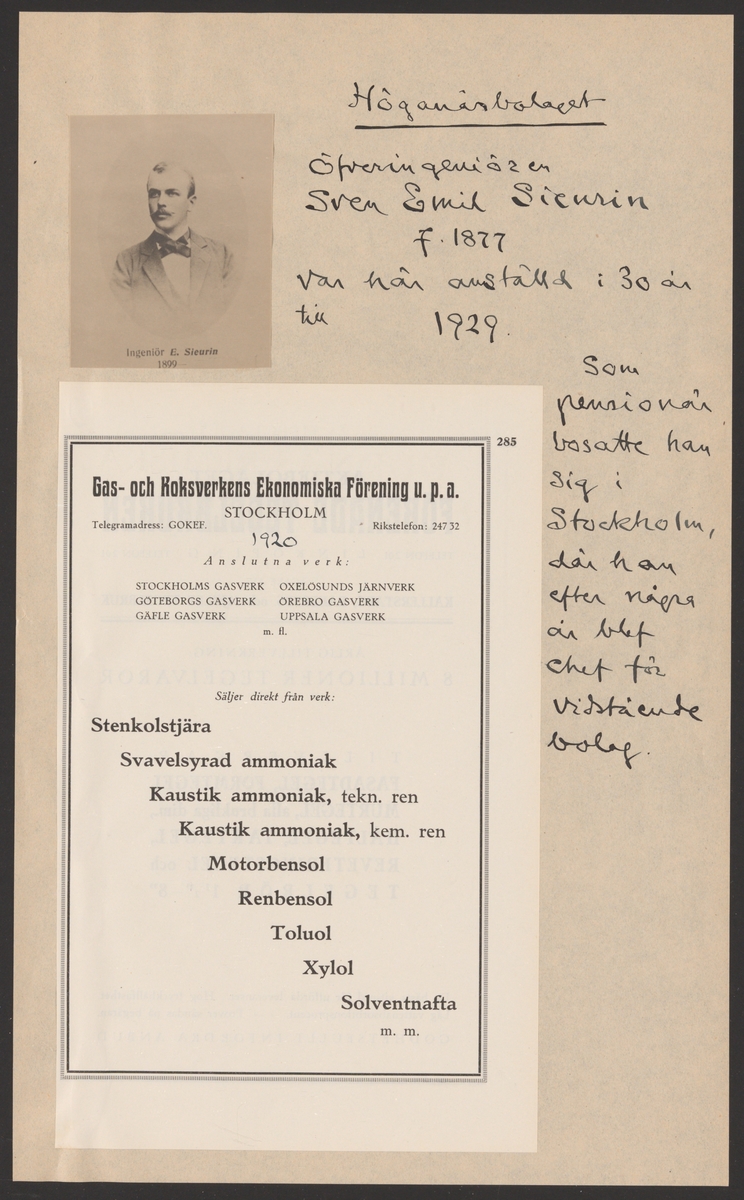 Höganäsbolaget
Öfveringeniören
Sven Emil Sieurin
f. 1877
var här anställd i 30 år
till 1929.
Ingeniör E. Sieurin
1899
Som
pensionär
bosatte han
sig i
Stockholm,
där han
efter några
år blef
chef för
vidstående
bolag.
285
Gas- och Koksverkens Ekonomiska Förening u. p. a.
STOCKHOLM
Telegramadress: GOKEF. Rikstelefon: 247 32
1920
Anslutna verk:
STOCKHOLMS GASVERK OXELÖSUNDS JÄRNVERK
GÖTEBORGS GASVERK ÖREBRO GASVERK
GÄFLE GASVERK UPPSALA GASVERK
m. fl.
Säljer direkt från verk:
Stenkolstjära
Svavelsyrad ammoniak
Kaustik ammoniak, tekn. ren
Kaustik ammoniak, kem. ren
Motorbensol
Renbensol
Toluol
Xylol
Solventnafta
m. m.